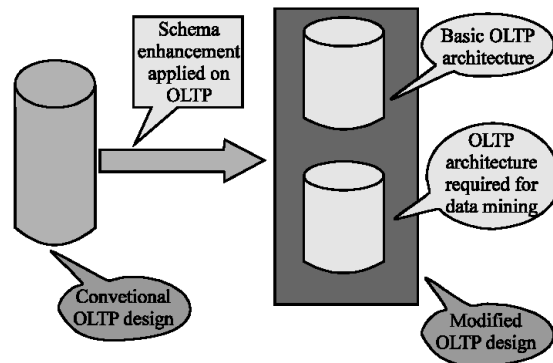 Schema
enhancement
applied on
OLTP
Basic OLTP
architecture
OLTP
architecture
required for
data mining
Convetional
OLTP design
Modified
OLTP design